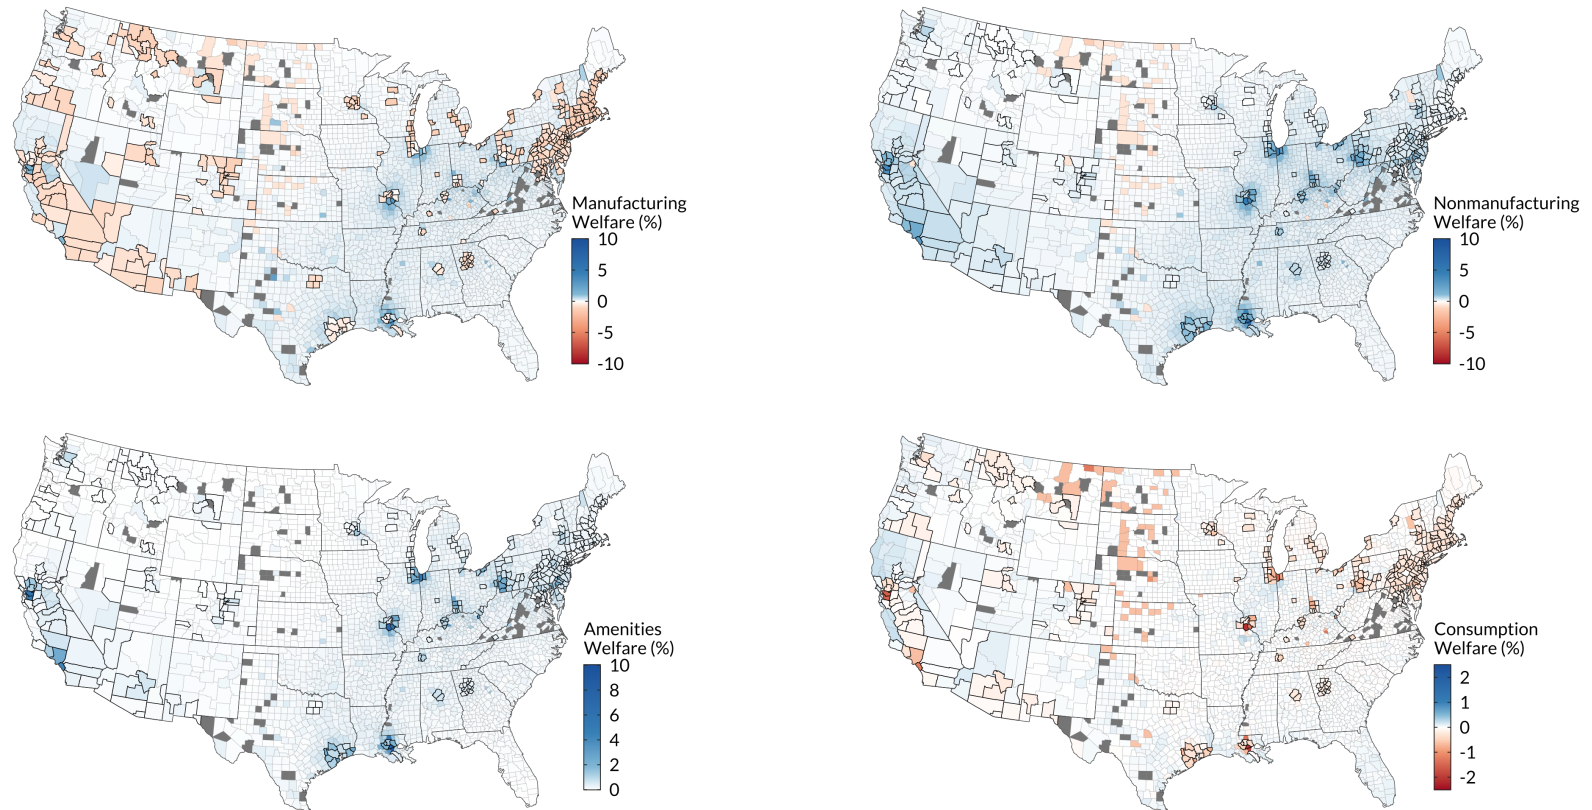 Manufacturing
Welfare (%)
10
5
0
-5
-10
Nonmanufacturing
Welfare (%)
10
5
0
-5
-10
Amenities
Welfare (%)
10
8
6
4
2
0
Consumption
Welfare (%)
2
1
0
-1
-2